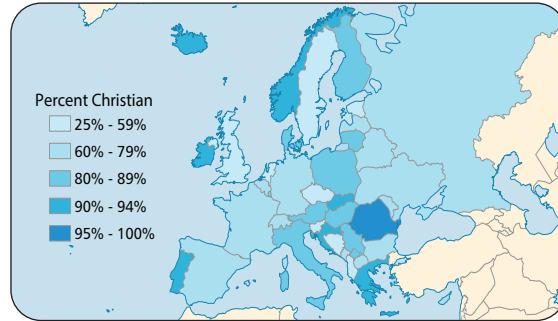 Percent Christian
25% - 59%
60% - 79%
80% - 89%
90% - 94%
95% - 100%